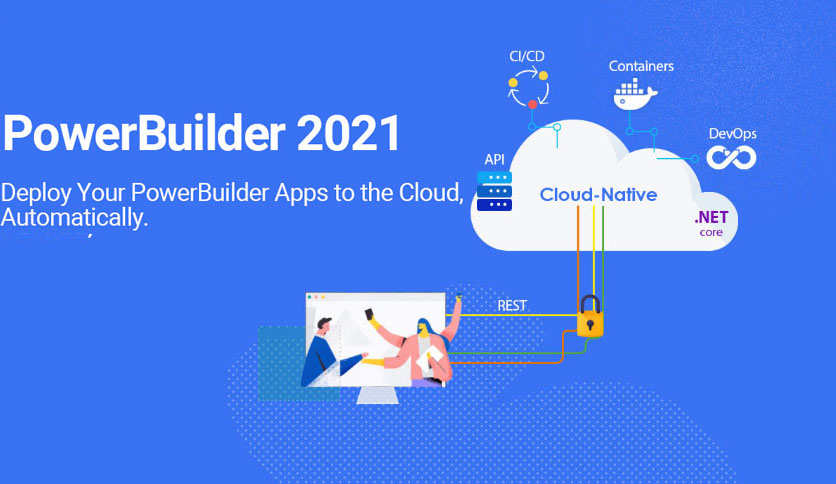 PowerBuilder 2021
Deploy Your PowerBuilder Apps to the Cloud,
Automatically.
CI/CD
Containers
DevOps
API
Cloud-Native
.NET
core
REST